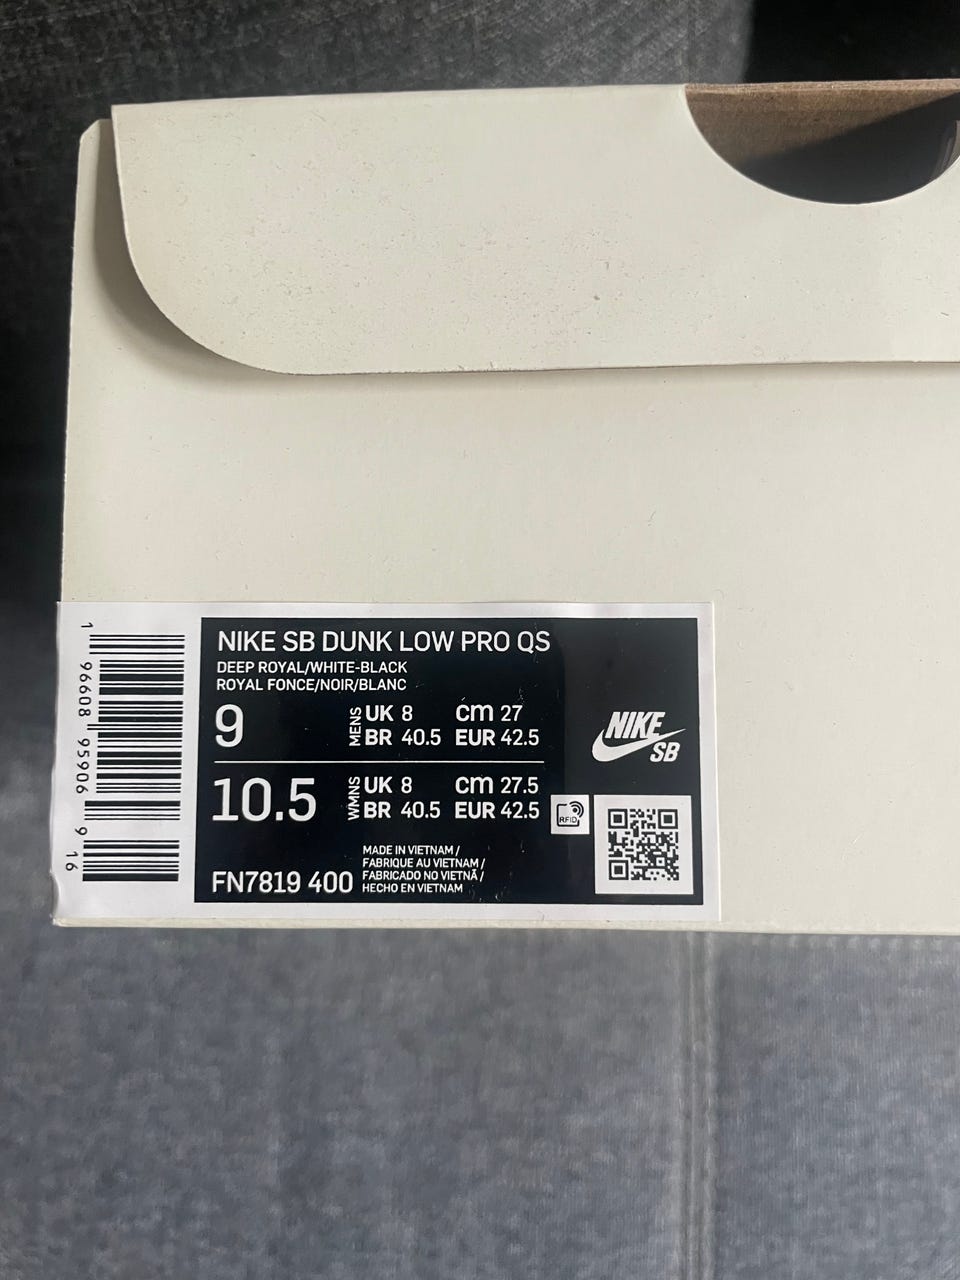 NIKE SB DUNK LOW PRO QS
DEEP ROYAL/WHITE-BLACK
ROYAL FONCE/NOIR/BLANC
9 MENS UK 8 cm 27
BR 40.5 EUR 42.5
10.5 WMNS UK 8 cm 27.5
BR 40.5 EUR 42.5
NIKE
SB
RFID
MADE IN VIETNAM /
FABRIQUE AU VIETNAM /
FABRICADO NO VIETNÃ /
HECHO EN VIETNAM
FN7819 400
1 96608 95906 9 16